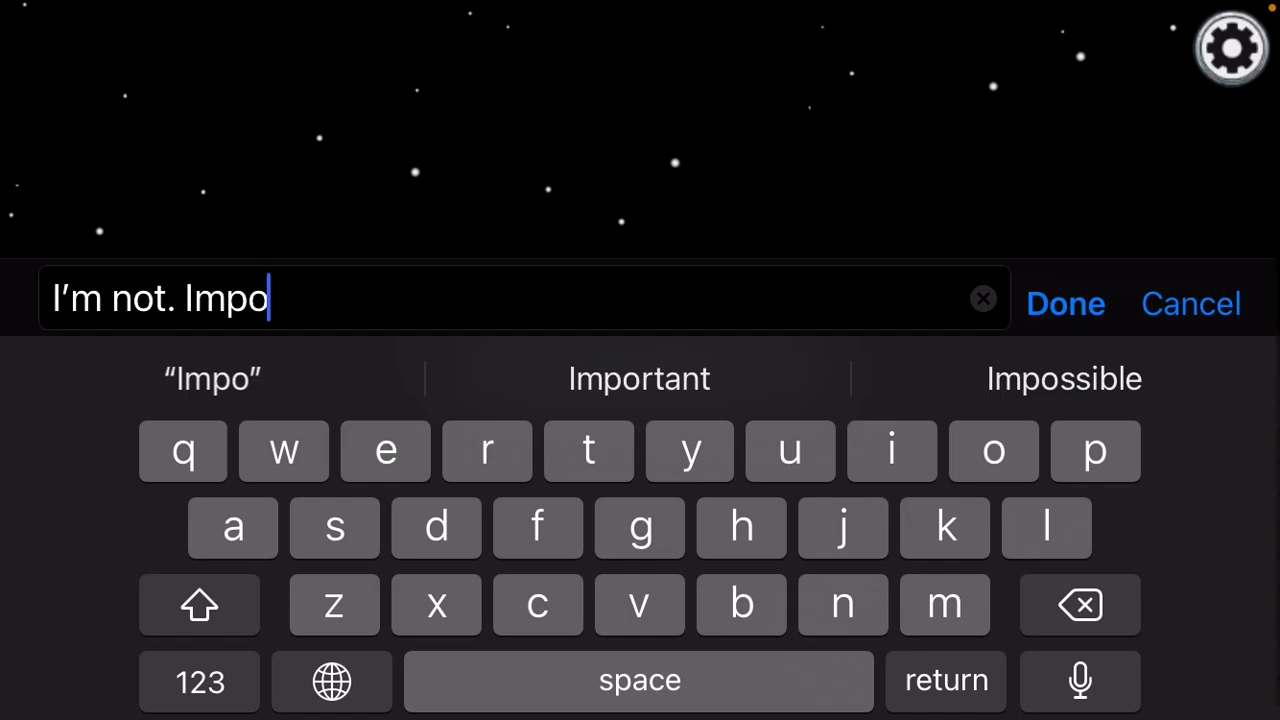 I’m not. Impo
Done Cancel
“Impo” Important Impossible
q w e r t y u i o p
a s d f g h j k l
z x c v b n m
123 space return